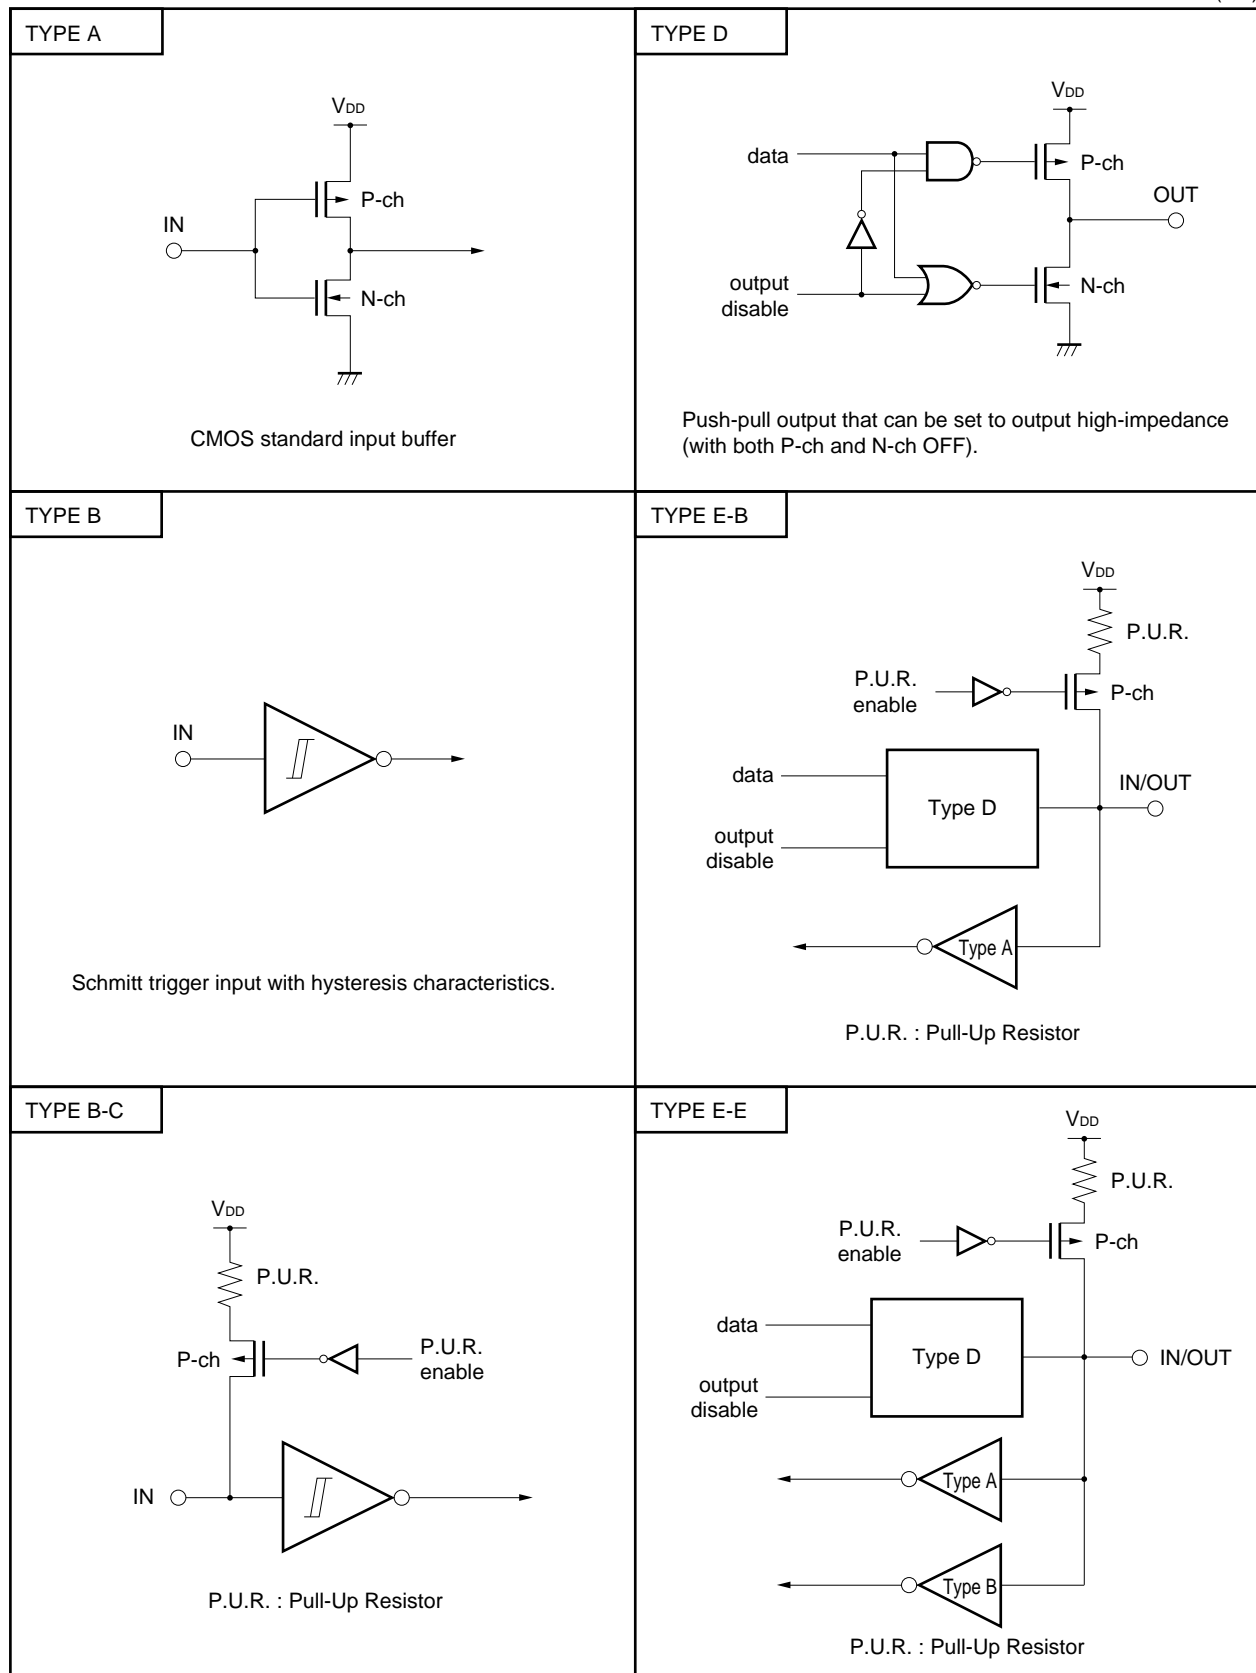 TYPE A
VDD
P-ch
IN
N-ch
CMOS standard input buffer
TYPE D
VDD
data
P-ch
OUT
output
disable
N-ch
Push-pull output that can be set to output high-impedance
(with both P-ch and N-ch OFF).
TYPE B
IN
Schmitt trigger input with hysteresis characteristics.
TYPE E-B
VDD
P.U.R.
P.U.R.
enable
P-ch
data
IN/OUT
Type D
output
disable
Type A
P.U.R. : Pull-Up Resistor
TYPE B-C
VDD
P.U.R.
P-ch
P.U.R.
enable
IN
P.U.R. : Pull-Up Resistor
TYPE E-E
VDD
P.U.R.
P.U.R.
enable
P-ch
data
Type D
IN/OUT
output
disable
Type A
Type B
P.U.R. : Pull-Up Resistor